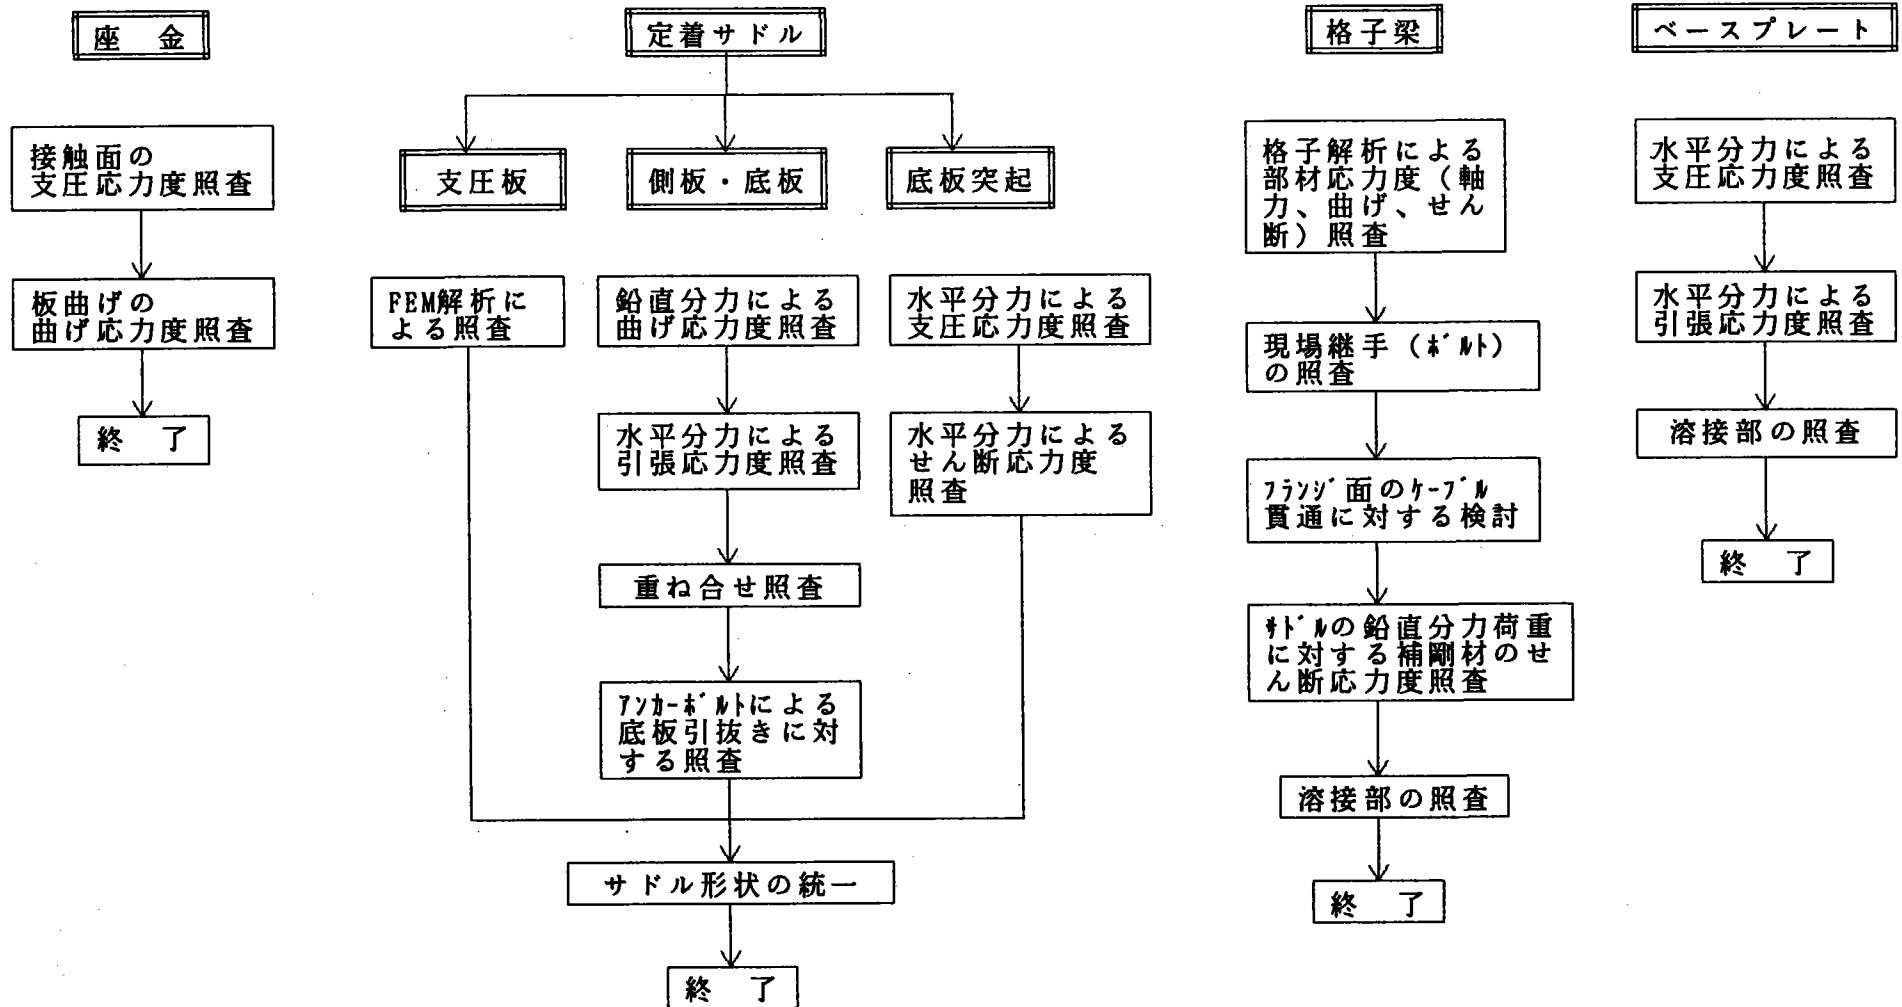 座　金
接触面の
支圧応力度照査
板曲げの
曲げ応力度照査
終　了
定着サドル
支圧板
FEM解析に
よる照査
側板・底板
鉛直分力による
曲げ応力度照査
水平分力による
引張応力度照査
重ね合せ照査
アンカーボルトによる
底板引抜きに対
する照査
底板突起
水平分力による
支圧応力度照査
水平分力による
せん断応力度
照査
サドル形状の統一
終　了
格子梁
格子解析による
部材応力度（軸
力、曲げ、せん
断）照査
現場継手（ボルト）
の照査
フランジ面のケーブル
貫通に対する検討
サドルの鉛直分力荷重
に対する補剛材のせ
ん断応力度照査
溶接部の照査
終　了
ベースプレート
水平分力による
支圧応力度照査
水平分力による
引張応力度照査
溶接部の照査
終　了